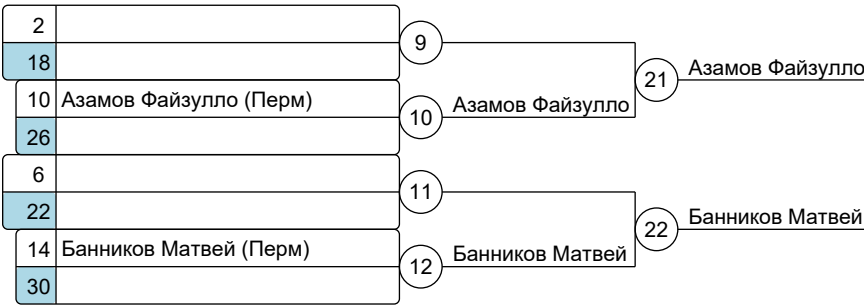 2
9
18
21 Азамов Файзулло
10 Азамов Файзулло (Перм)
10 Азамов Файзулло
26
6
11
22
22 Банников Матвей
14 Банников Матвей (Перм)
12 Банников Матвей
30